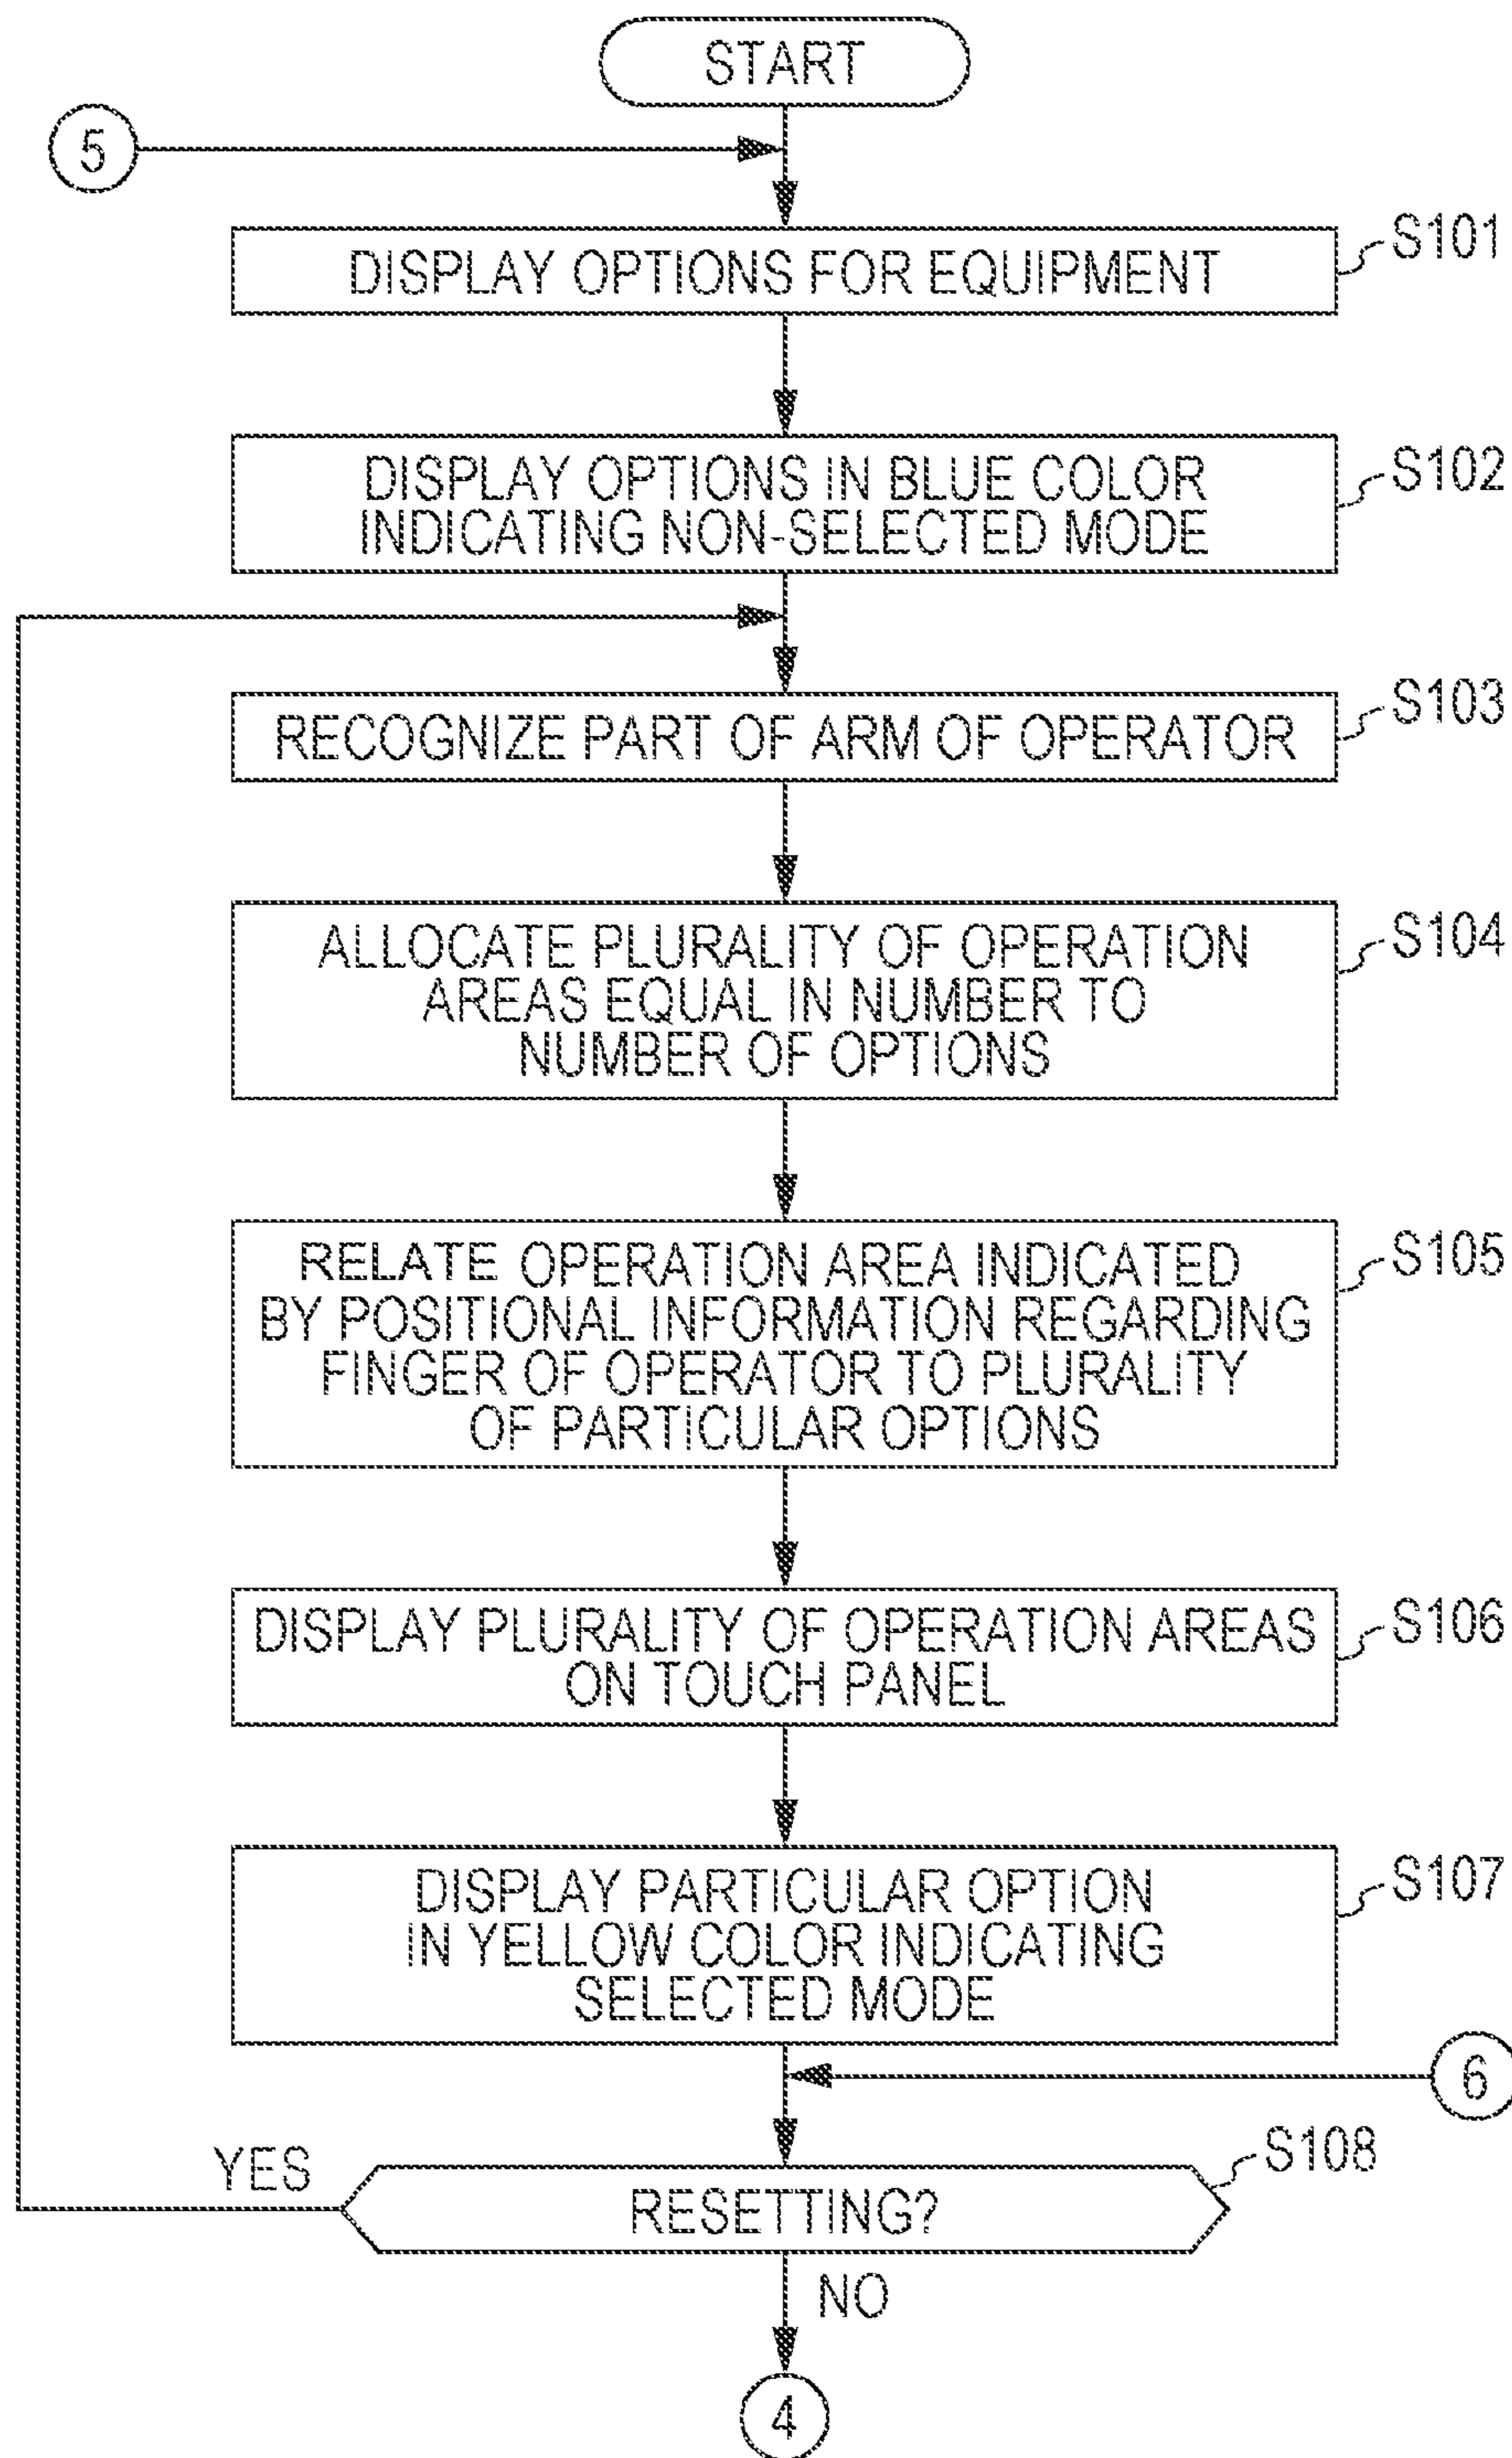 START
5
S101
DISPLAY OPTIONS FOR EQUIPMENT
S102
DISPLAY OPTIONS IN BLUE COLOR
INDICATING NON-SELECTED MODE
S103
RECOGNIZE PART OF ARM OF OPERATOR
S104
ALLOCATE PLURALITY OF OPERATION
AREAS EQUAL IN NUMBER TO
NUMBER OF OPTIONS
S105
RELATE OPERATION AREA INDICATED
BY POSITIONAL INFORMATION REGARDING
FINGER OF OPERATOR TO PLURALITY
OF PARTICULAR OPTIONS
S106
DISPLAY PLURALITY OF OPERATION AREAS
ON TOUCH PANEL
S107
DISPLAY PARTICULAR OPTION
IN YELLOW COLOR INDICATING
SELECTED MODE
6
S108
YES
RESETTING?
NO
4